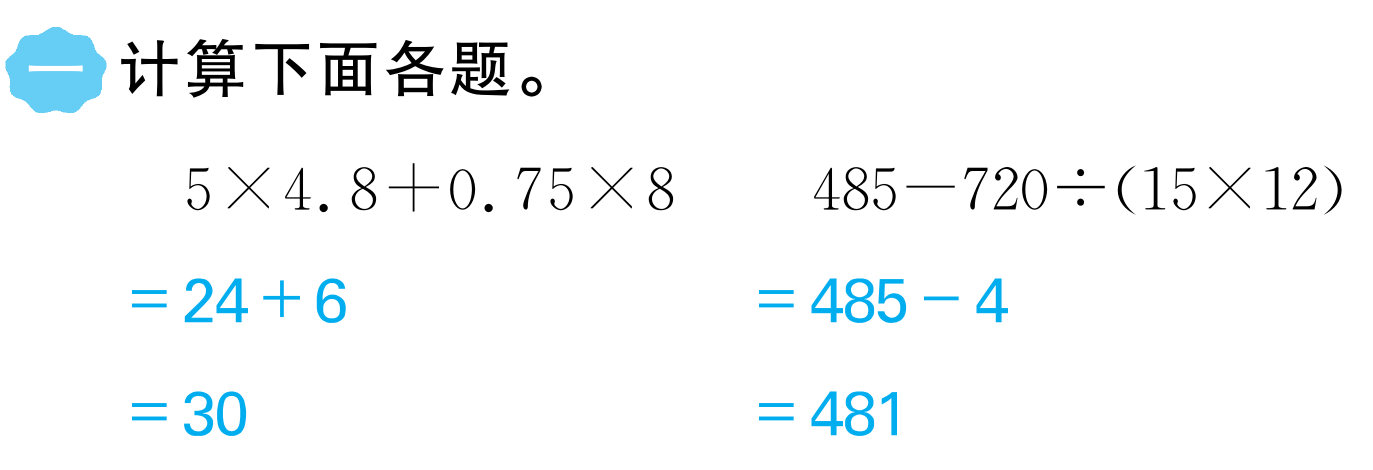 一 计算下面各题。
5×4.8+0.75×8 485-720÷(15×12)
=24+6 =485-4
=30 =481